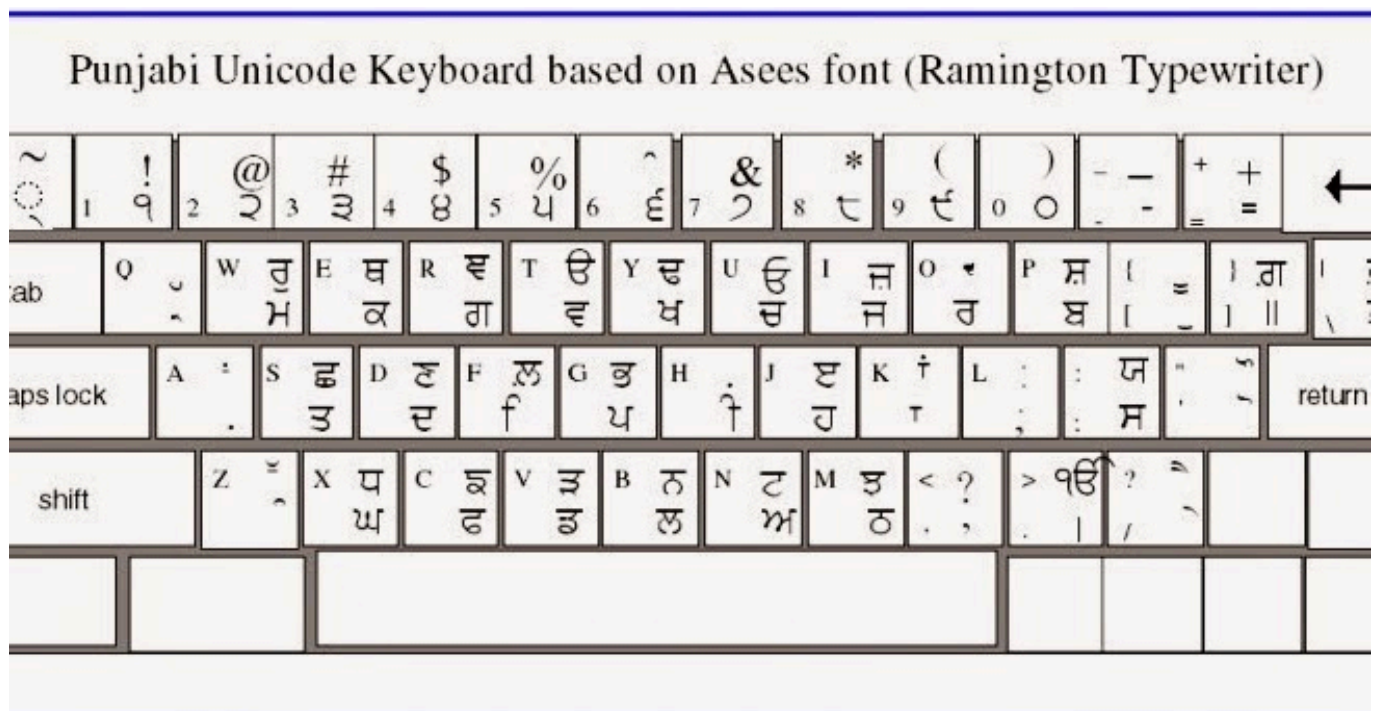 Punjabi Unicode Keyboard based on Asees font (Ramington Typewriter)
~ ! @ # $ % ˆ & * ( ) - — + +
੍ 1 ੧ 2 ੨ 3 ੩ 4 ੪ 5 ੫ 6 ੬ 7 ੭ 8 ੮ 9 ੯ 0 ੦ - = =
ab Q W ਰੁ E ਥ R ਞ T ੳ Y ਢ U ਓ I ਜ਼ O P ਸ਼ { } ਗ਼ |
ਮ ਕ ਗ ਵ ਖ ਚ ਜ ਰ ਬ [ ] ॥ \
aps lock A S ਛ D ਣ F ਲ਼ G ਭ H J ੲ K L : : ਯ " return
ਤ ਦ ਿ ਪ ੀ ਹ ਾ ; : ਸ
shift Z X ਧ C ਫ਼ V ੜ B ਨ N ਟ M ਝ < ? > ੴ ?
ਘ ਫ ਡ ਲ ਅ ਠ . , . । /